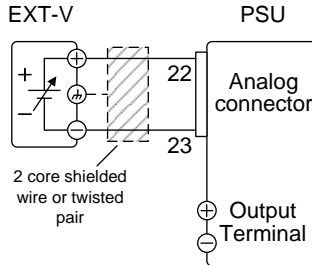 EXT-V
PSU
22
Analog
connector
23
2 core shielded
wire or twisted
pair
Output
Terminal